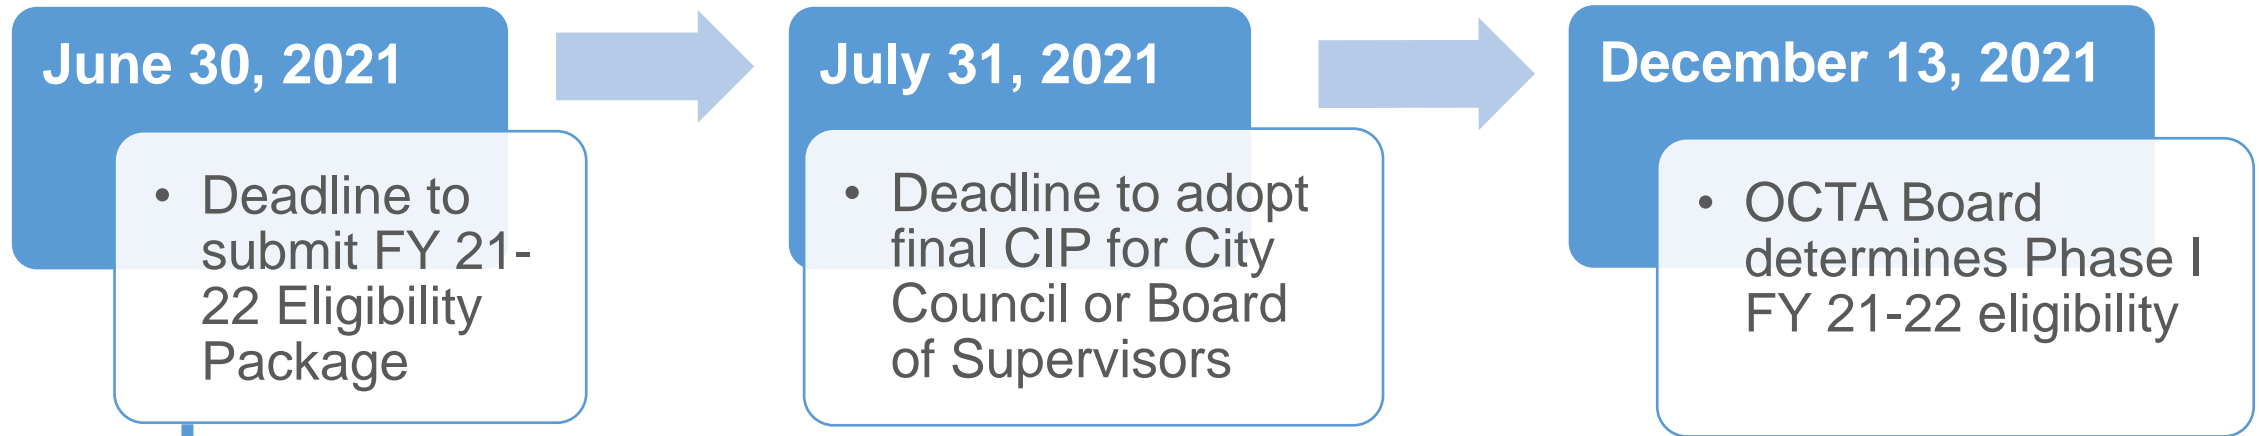 June 30, 2021
• Deadline to
submit FY 21-
22 Eligibility
Package
July 31, 2021
• Deadline to adopt
final CIP for City
Council or Board
of Supervisors
December 13, 2021
• OCTA Board
determines Phase I
FY 21-22 eligibility